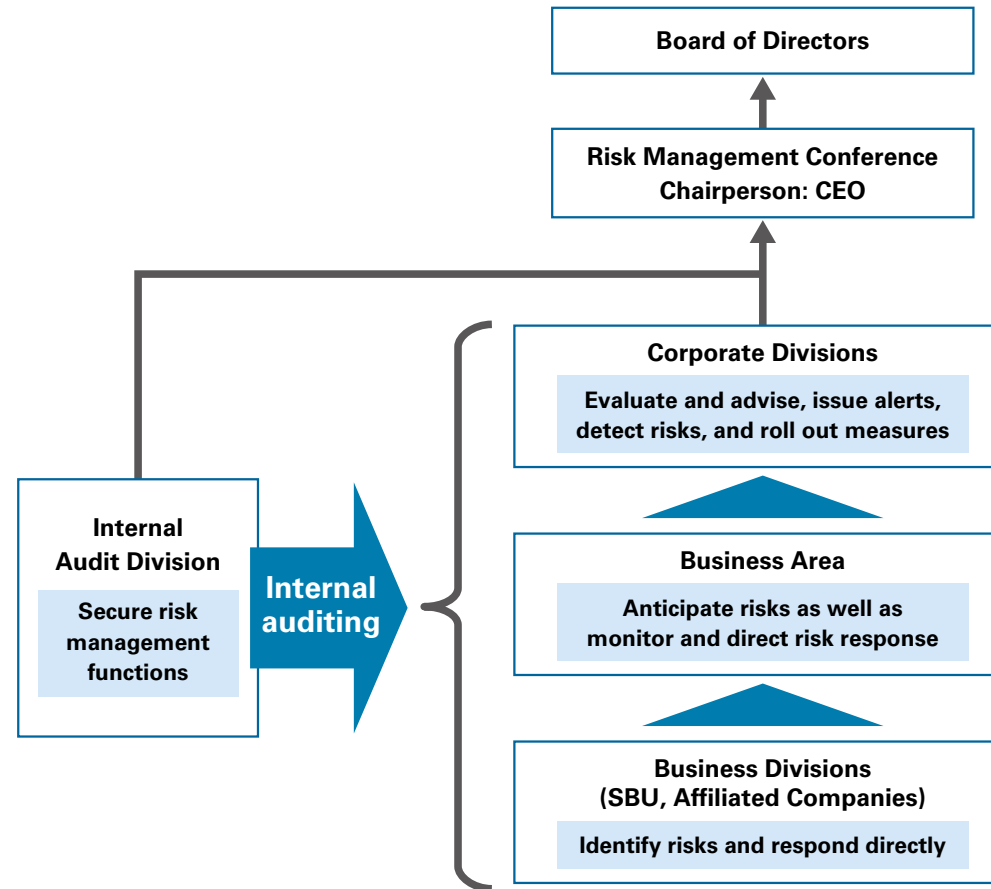 Board of Directors
Risk Management Conference
Chairperson: CEO
Corporate Divisions
Evaluate and advise, issue alerts,
detect risks, and roll out measures
Internal
Audit Division
Secure risk
management
functions
Internal
auditing
Business Area
Anticipate risks as well as
monitor and direct risk response
Business Divisions
(SBU, Affiliated Companies)
Identify risks and respond directly